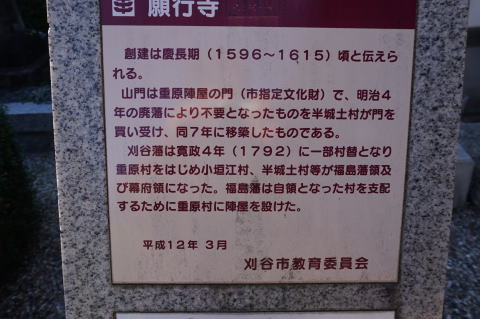 願行寺
創建は慶長期（1596～1615）頃と伝えら
れる。
山門は重原陣屋の門（市指定文化財）で、明治4
年の廃藩により不要となったものを半城土村が門を
買い受け、同7年に移築したものである。
刈谷藩は寛政4年（1792）に一部村替となり
重原村をはじめ小垣江村、半城土村等が福島藩領及
び幕府領になった。福島藩は自領となった村を支配
するために重原村に陣屋を設けた。
平成12年 3月
刈谷市教育委員会